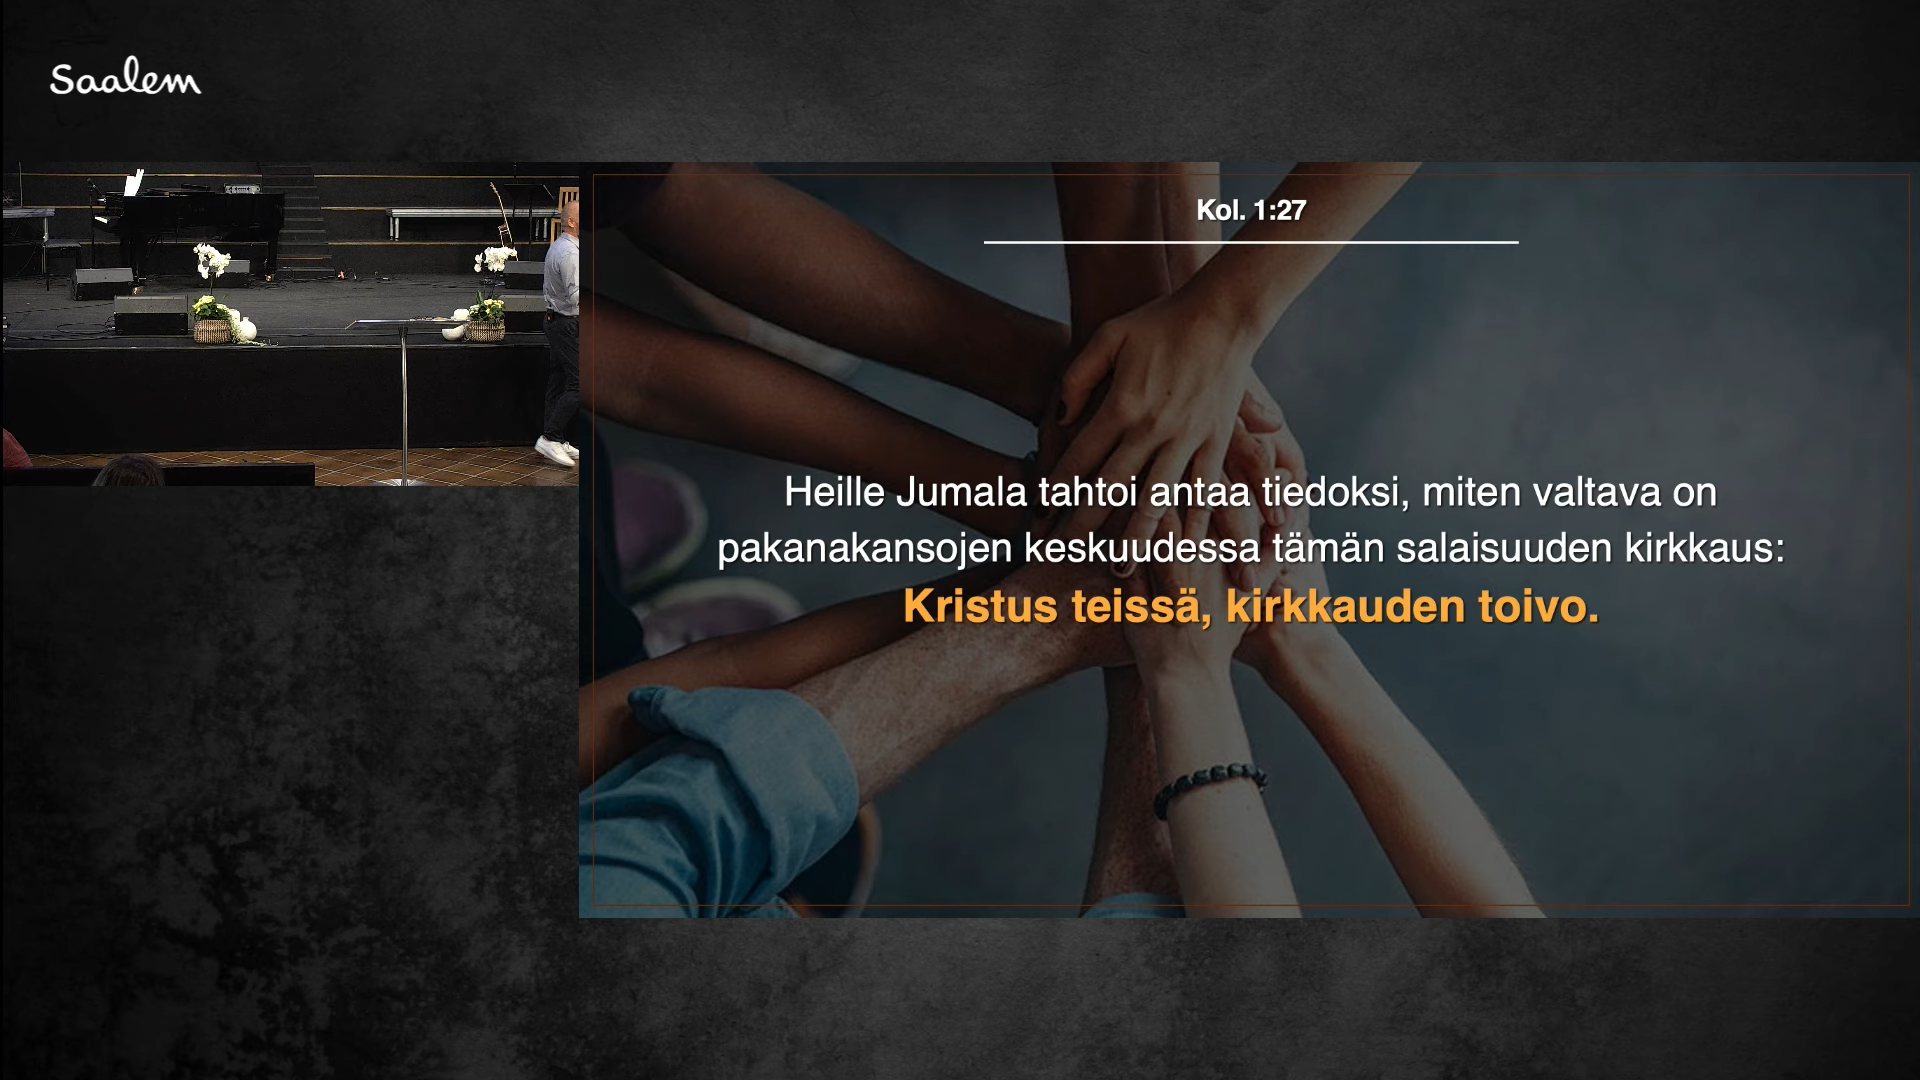 Saalem
Kol. 1:27
Heille Jumala tahtoi antaa tiedoksi, miten valtava on
pakanakansojen keskuudessa tämän salaisuuden kirkkaus:
Kristus teissä, kirkkauden toivo.